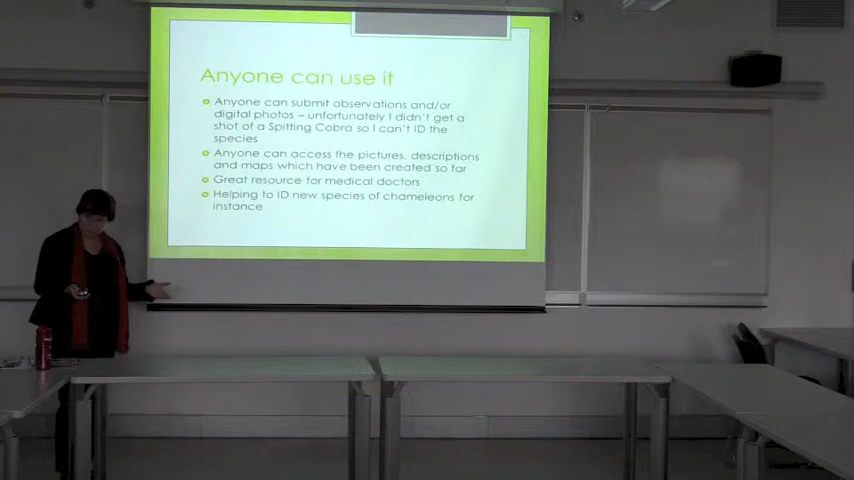 Anyone can use it
Anyone can submit observations and/or
digital photos – unfortunately I didn't get a
shot of a Spitting Cobra so I can't ID the
species
Anyone can access the pictures, descriptions
and maps which have been created so far
Great resource for medical doctors
Helping to ID new species of chameleons for
instance